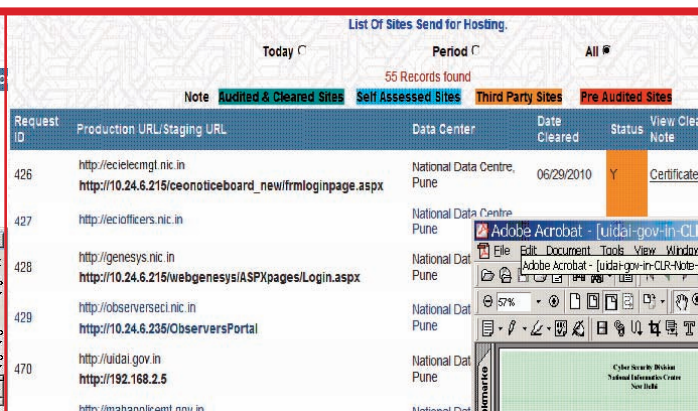 List Of Sites Send for Hosting.
Today Period All
55 Records found
Note Audited & Cleared Sites Self Assessed Sites Third Party Sites Pre Audited Sites
Request ID Production URL/Staging URL Data Center Date Cleared Status View Clea
Note
426 http://ecielecmgt.nic.in
http://10.24.6.215/ceonoticeboard_new/frmloginpage.aspx National Data Centre, Pune 06/29/2010 Y Certificate
427 http://eciofficers.nic.in National Data Centre
Pune
428 http://genesys.nic.in
http://10.24.6.215/webgenesys/ASPXpages/Login.aspx National Dat
Pune
429 http://observerseci.nic.in
http://10.24.6.235/ObserversPortal National Dat
Pune
470 http://uidai.gov.in
http://192.168.2.5 National Dat
Pune
http://mahapolicemt.gov.in National Dat
Adobe Acrobat - [uidai-gov-in-CLR
File Edit Document Tools View Window
Adobe Acrobat - [uidai-gov-in-CLR-Note-
57%
Bookmarks
Cyber Security Division
National Informatics Centre
New Delhi